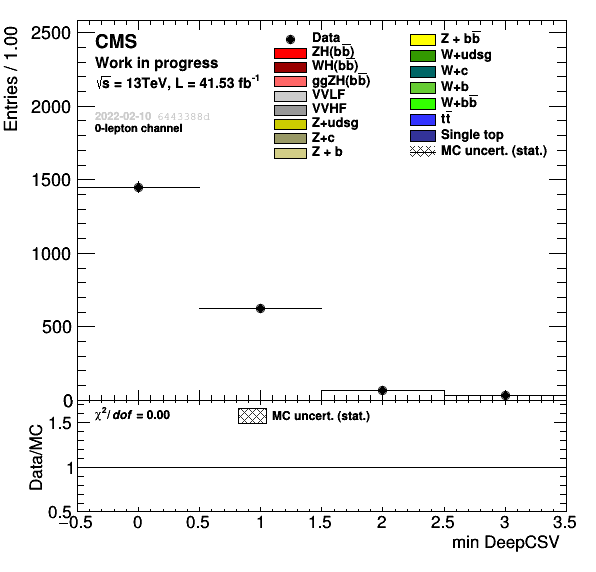 CMS
Work in progress
√s = 13TeV, L = 41.53 fb⁻¹
2022-02-10 6443388d
0-lepton channel
Data
ZH(bb̅)
WH(bb̅)
ggZH(bb̅)
VVLF
VVHF
Z+udsg
Z+c
Z + b
Z + bb̅
W+udsg
W+c
W+b
W+bb̅
tt̅
Single top
MC uncert. (stat.)
Entries / 1.00
2500
2000
1500
1000
500
0
χ²/dof = 0.00
MC uncert. (stat.)
Data/MC
1.5
1
0.5
−0.5 0 0.5 1 1.5 2 2.5 3 3.5
min DeepCSV